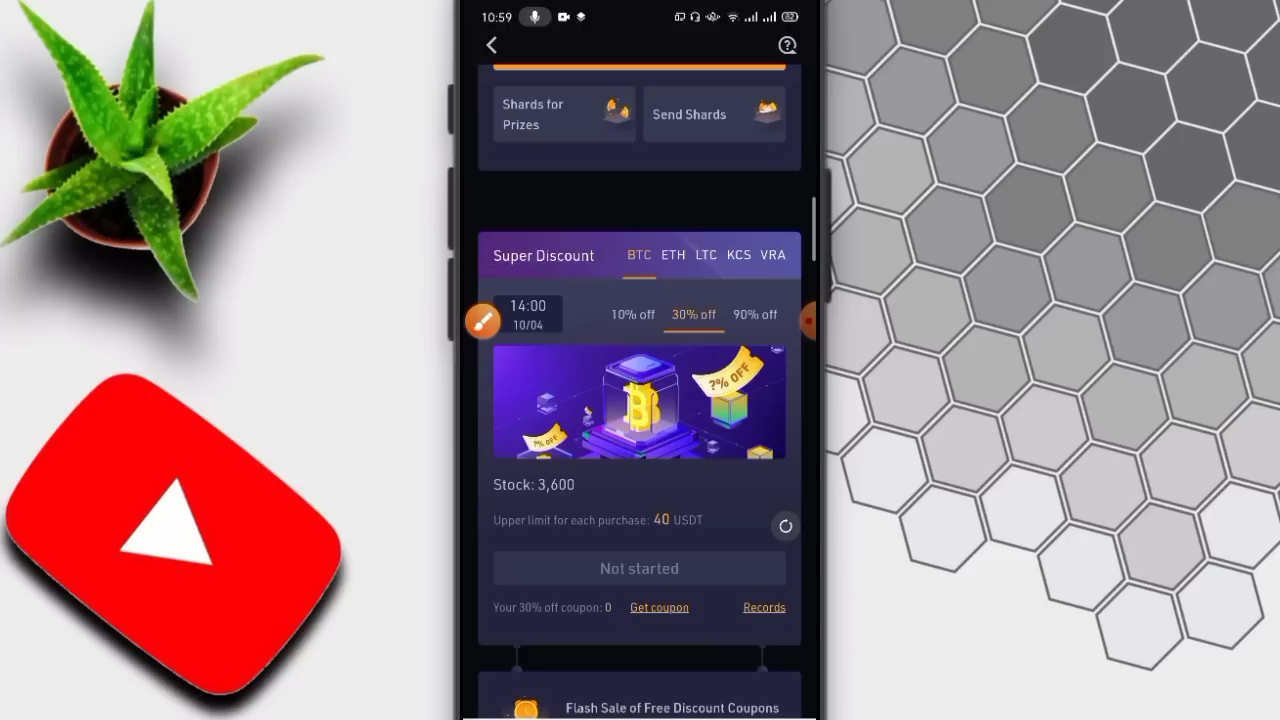 10:59
82
Shards for
Prizes
Send Shards
Super Discount BTC ETH LTC KCS VRA
14:00
10/04
10% off 30% off 90% off
?% OFF
?% OFF
Stock: 3,600
Upper limit for each purchase: 40 USDT
Not started
Your 30% off coupon: 0 Get coupon Records
Flash Sale of Free Discount Coupons